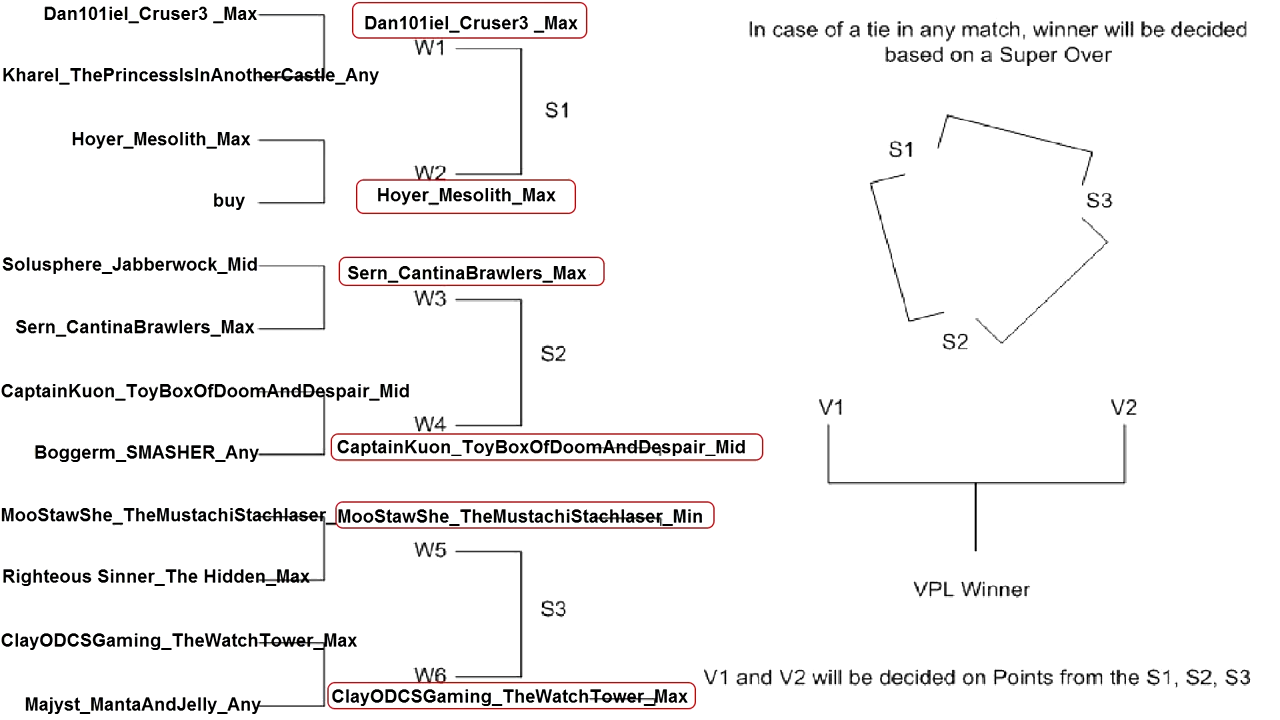 Dan101iel_Cruser3 _Max
Kharel_ThePrincessIsInAnotherCastle_Any
Hoyer_Mesolith_Max
buy
Solusphere_Jabberwock_Mid
Sern_CantinaBrawlers_Max
CaptainKuon_ToyBoxOfDoomAndDespair_Mid
Boggerm_SMASHER_Any
MooStawShe_TheMustachiStachlaser_
Righteous Sinner_The Hidden_Max
ClayODCSGaming_TheWatchTower_Max
Majyst_MantaAndJelly_Any
Dan101iel_Cruser3 _Max
W1
S1
W2
Hoyer_Mesolith_Max
Sern_CantinaBrawlers_Max
W3
S2
W4
CaptainKuon_ToyBoxOfDoomAndDespair_Mid
MooStawShe_TheMustachiStachlaser_Min
W5
S3
W6
ClayODCSGaming_TheWatchTower_Max
In case of a tie in any match, winner will be decided
based on a Super Over
S1
S3
S2
V1
V2
VPL Winner
V1 and V2 will be decided on Points from the S1, S2, S3